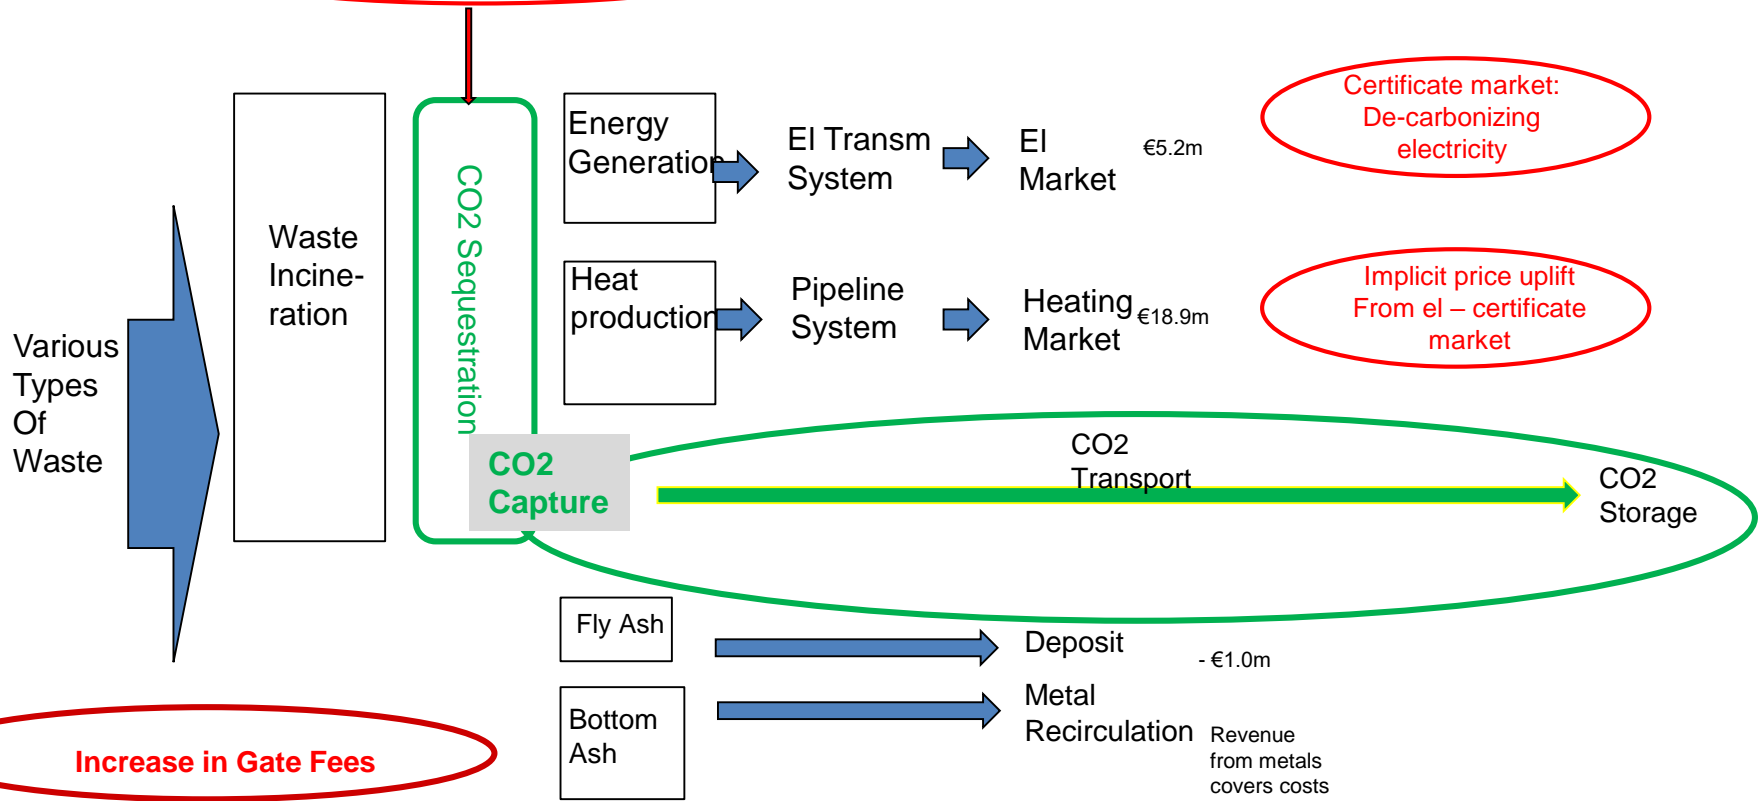 Various
Types
Of
Waste
Waste
Incine-
ration
CO2 Sequestration
CO2
Capture
Energy
Generation
El Transm
System
El
Market
€5.2m
Certificate market:
De-carbonizing
electricity
Heat
production
Pipeline
System
Heating
Market
€18.9m
Implicit price uplift
From el – certificate
market
CO2
Transport
CO2
Storage
Fly Ash
Deposit
- €1.0m
Bottom
Ash
Metal
Recirculation
Revenue
from metals
covers costs
Increase in Gate Fees